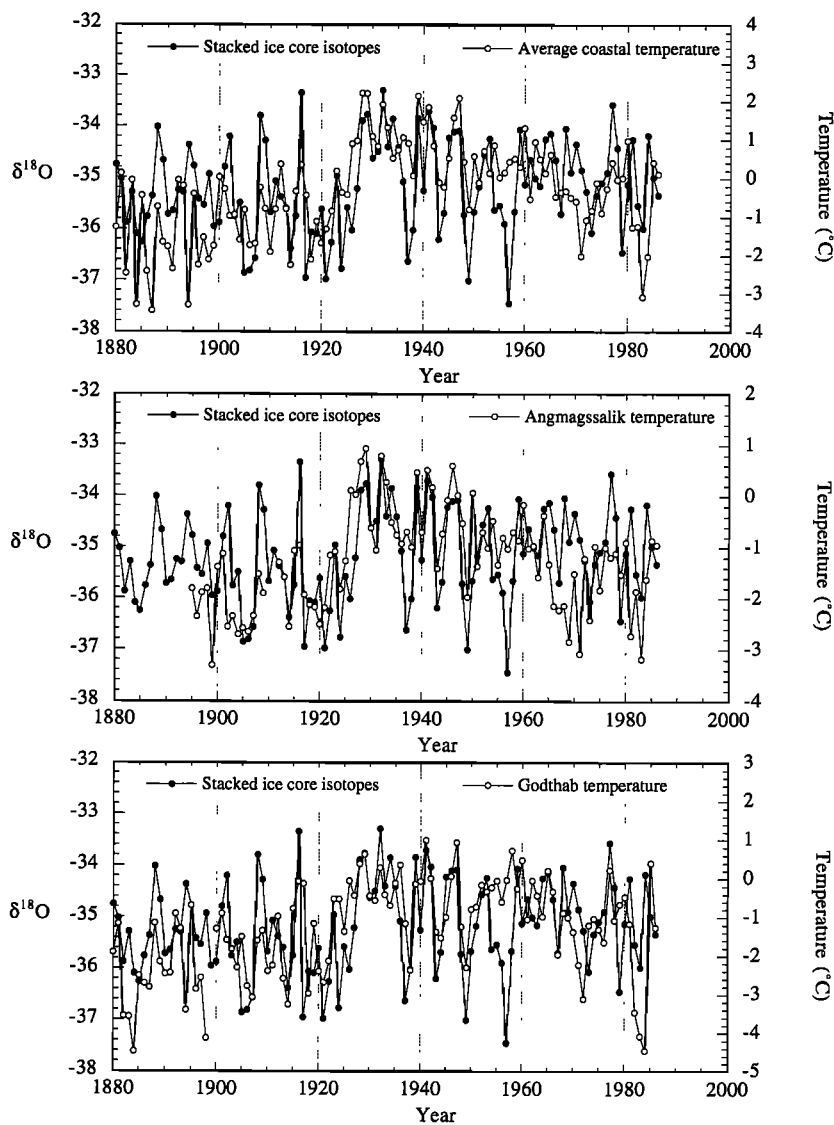 -32
-33
-34
-35
-36
-37
-38
δ18O
Stacked ice core isotopes
Average coastal temperature
4
3
2
1
0
-1
-2
-3
-4
Temperature (˚C)
1880 1900 1920 1940 1960 1980 2000
Year
-32
-33
-34
-35
-36
-37
-38
δ18O
Stacked ice core isotopes
Angmagssalik temperature
2
1
0
-1
-2
-3
-4
Temperature (˚C)
1880 1900 1920 1940 1960 1980 2000
Year
-32
-33
-34
-35
-36
-37
-38
δ18O
Stacked ice core isotopes
Godthab temperature
3
2
1
0
-1
-2
-3
-4
-5
Temperature (˚C)
1880 1900 1920 1940 1960 1980 2000
Year